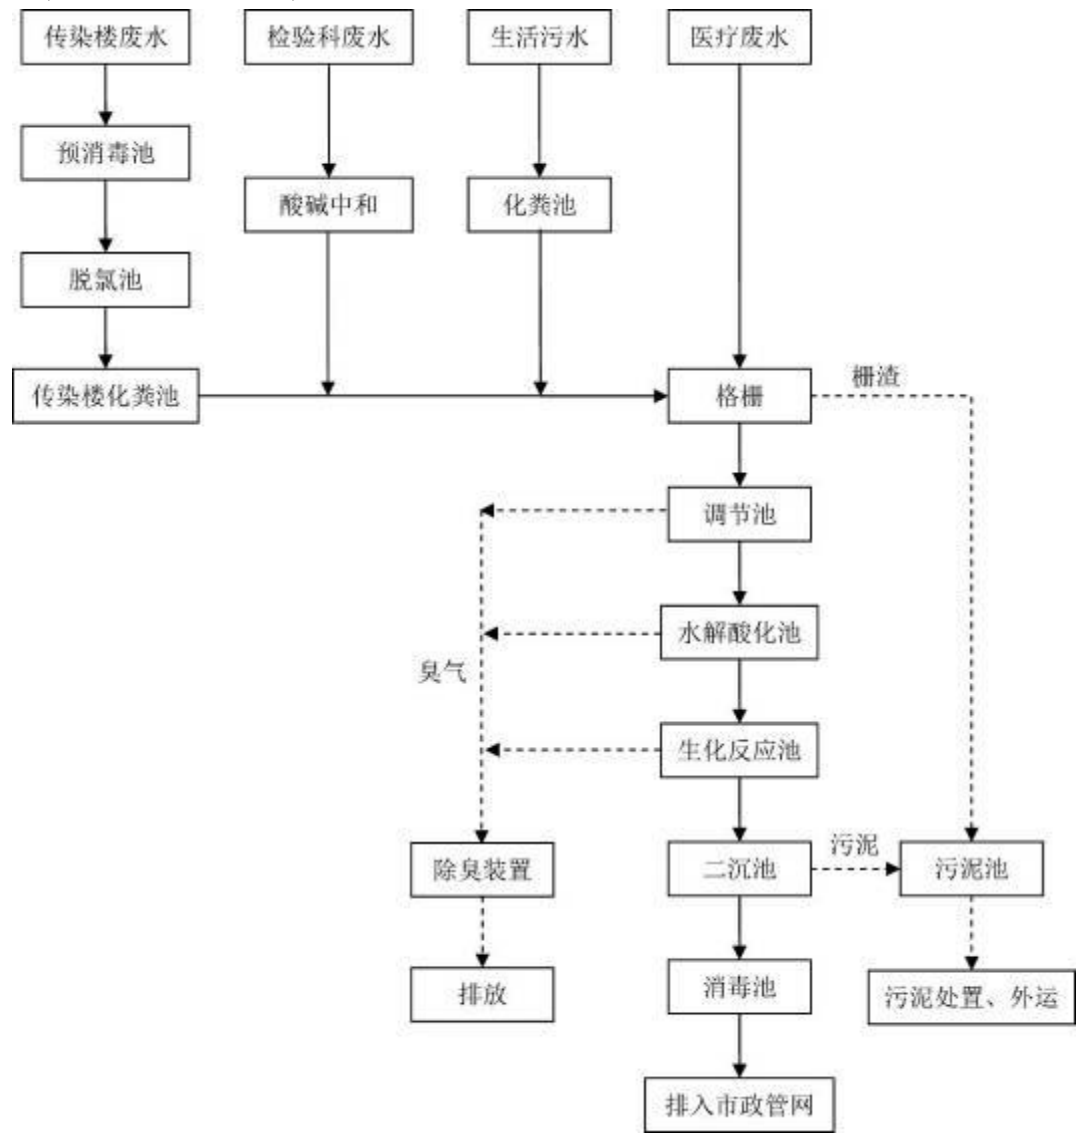 传染楼废水
检验科废水
生活污水
医疗废水
预消毒池
酸碱中和
化粪池
脱氯池
传染楼化粪池
格栅
栅渣
调节池
水解酸化池
臭气
生化反应池
除臭装置
二沉池
污泥
污泥池
排放
消毒池
污泥处置、外运
排入市政管网